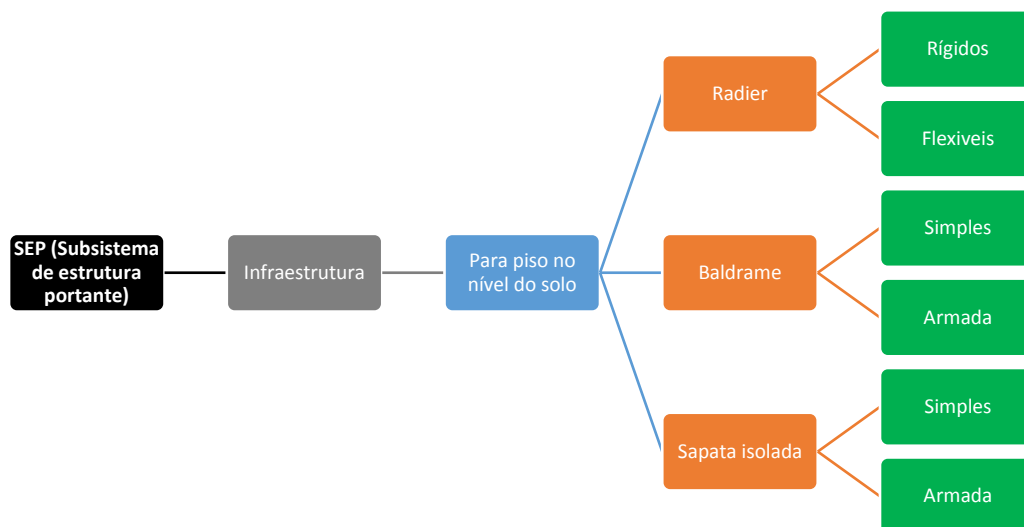 SEP (Subsistema
de estrutura
portante)
Infraestrutura
Para piso no
nível do solo
Radier
Rígidos
Flexiveis
Baldrame
Simples
Armada
Sapata isolada
Simples
Armada